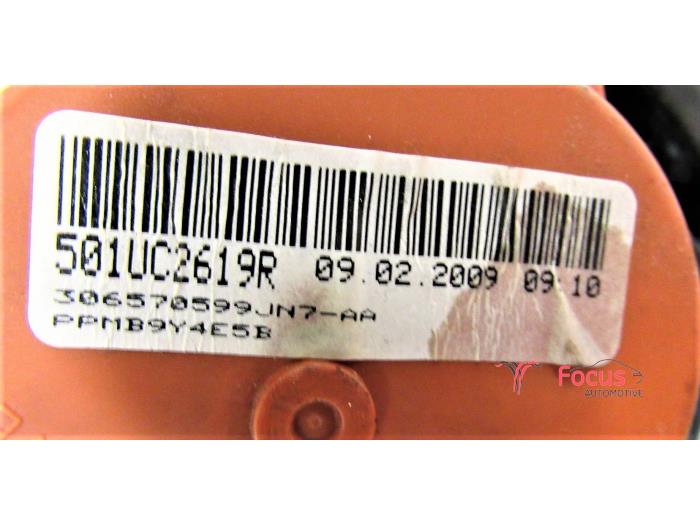 501UC2619R 09.02.2009 09:10
306570599JN7-AA
PPMB9Y4E5B
Focus
AUTOMOTIVE